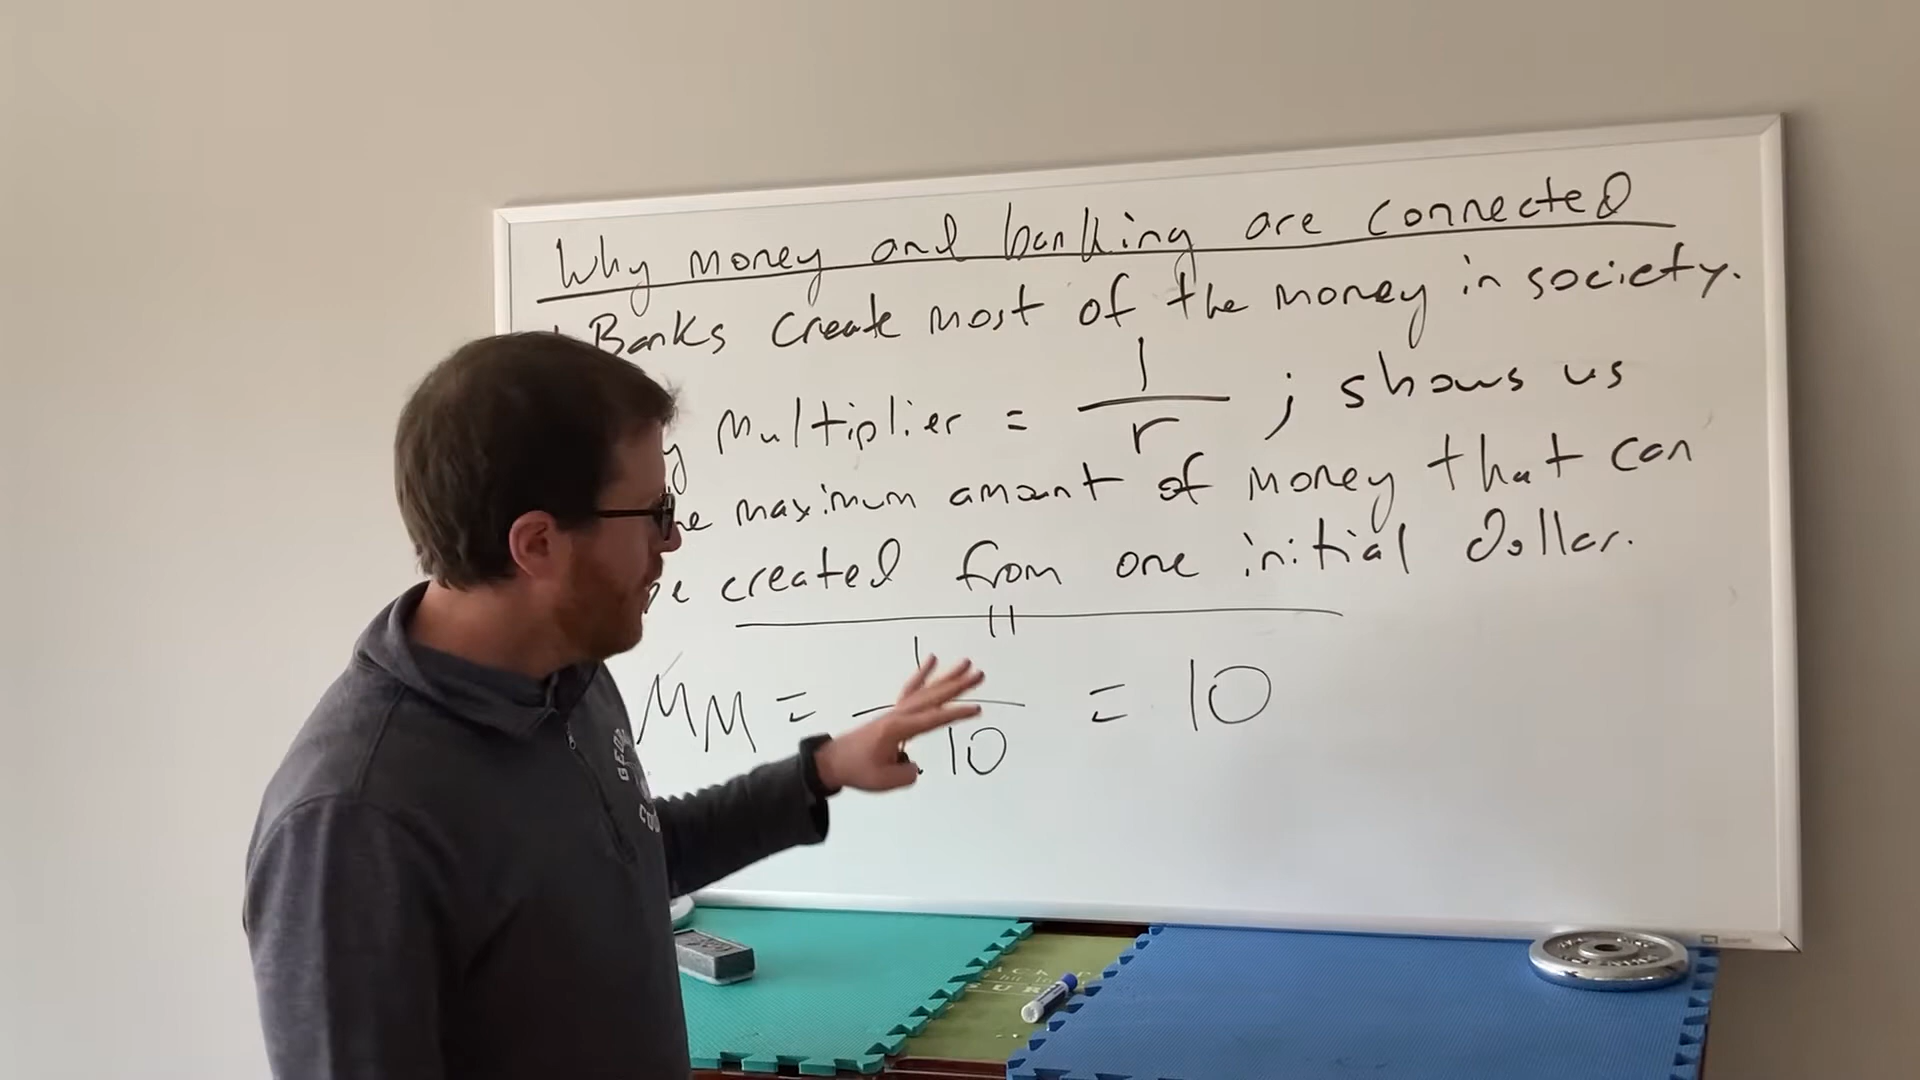 Why money and banking are connected
Banks create most of the money in society.
Multiplier = 1/r ; shows us
maximum amount of money that can
be created from one initial dollar.
MM = 1/.10 = 10